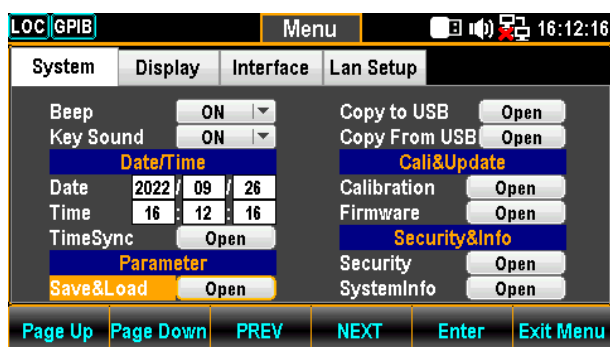 LOC GPIB Menu 16:12:16
System Display Interface Lan Setup
Beep ON Copy to USB Open
Key Sound ON Copy From USB Open
Date/Time Cali&Update
Date 2022 / 09 / 26 Calibration Open
Time 16 : 12 : 16 Firmware Open
TimeSync Open Security&Info
Parameter Security Open
Save&Load Open SystemInfo Open
Page Up Page Down PREV NEXT Enter Exit Menu